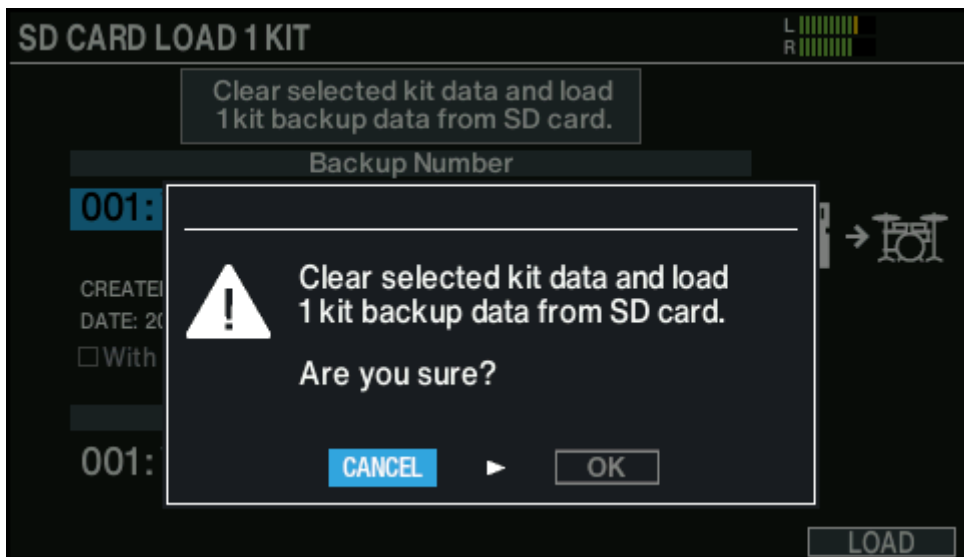 SD CARD LOAD 1 KIT
L
R
Clear selected kit data and load
1 kit backup data from SD card.
Backup Number
001:
CREATED
DATE: 20
With
Clear selected kit data and load
1 kit backup data from SD card.
Are you sure?
CANCEL
OK
001:
LOAD